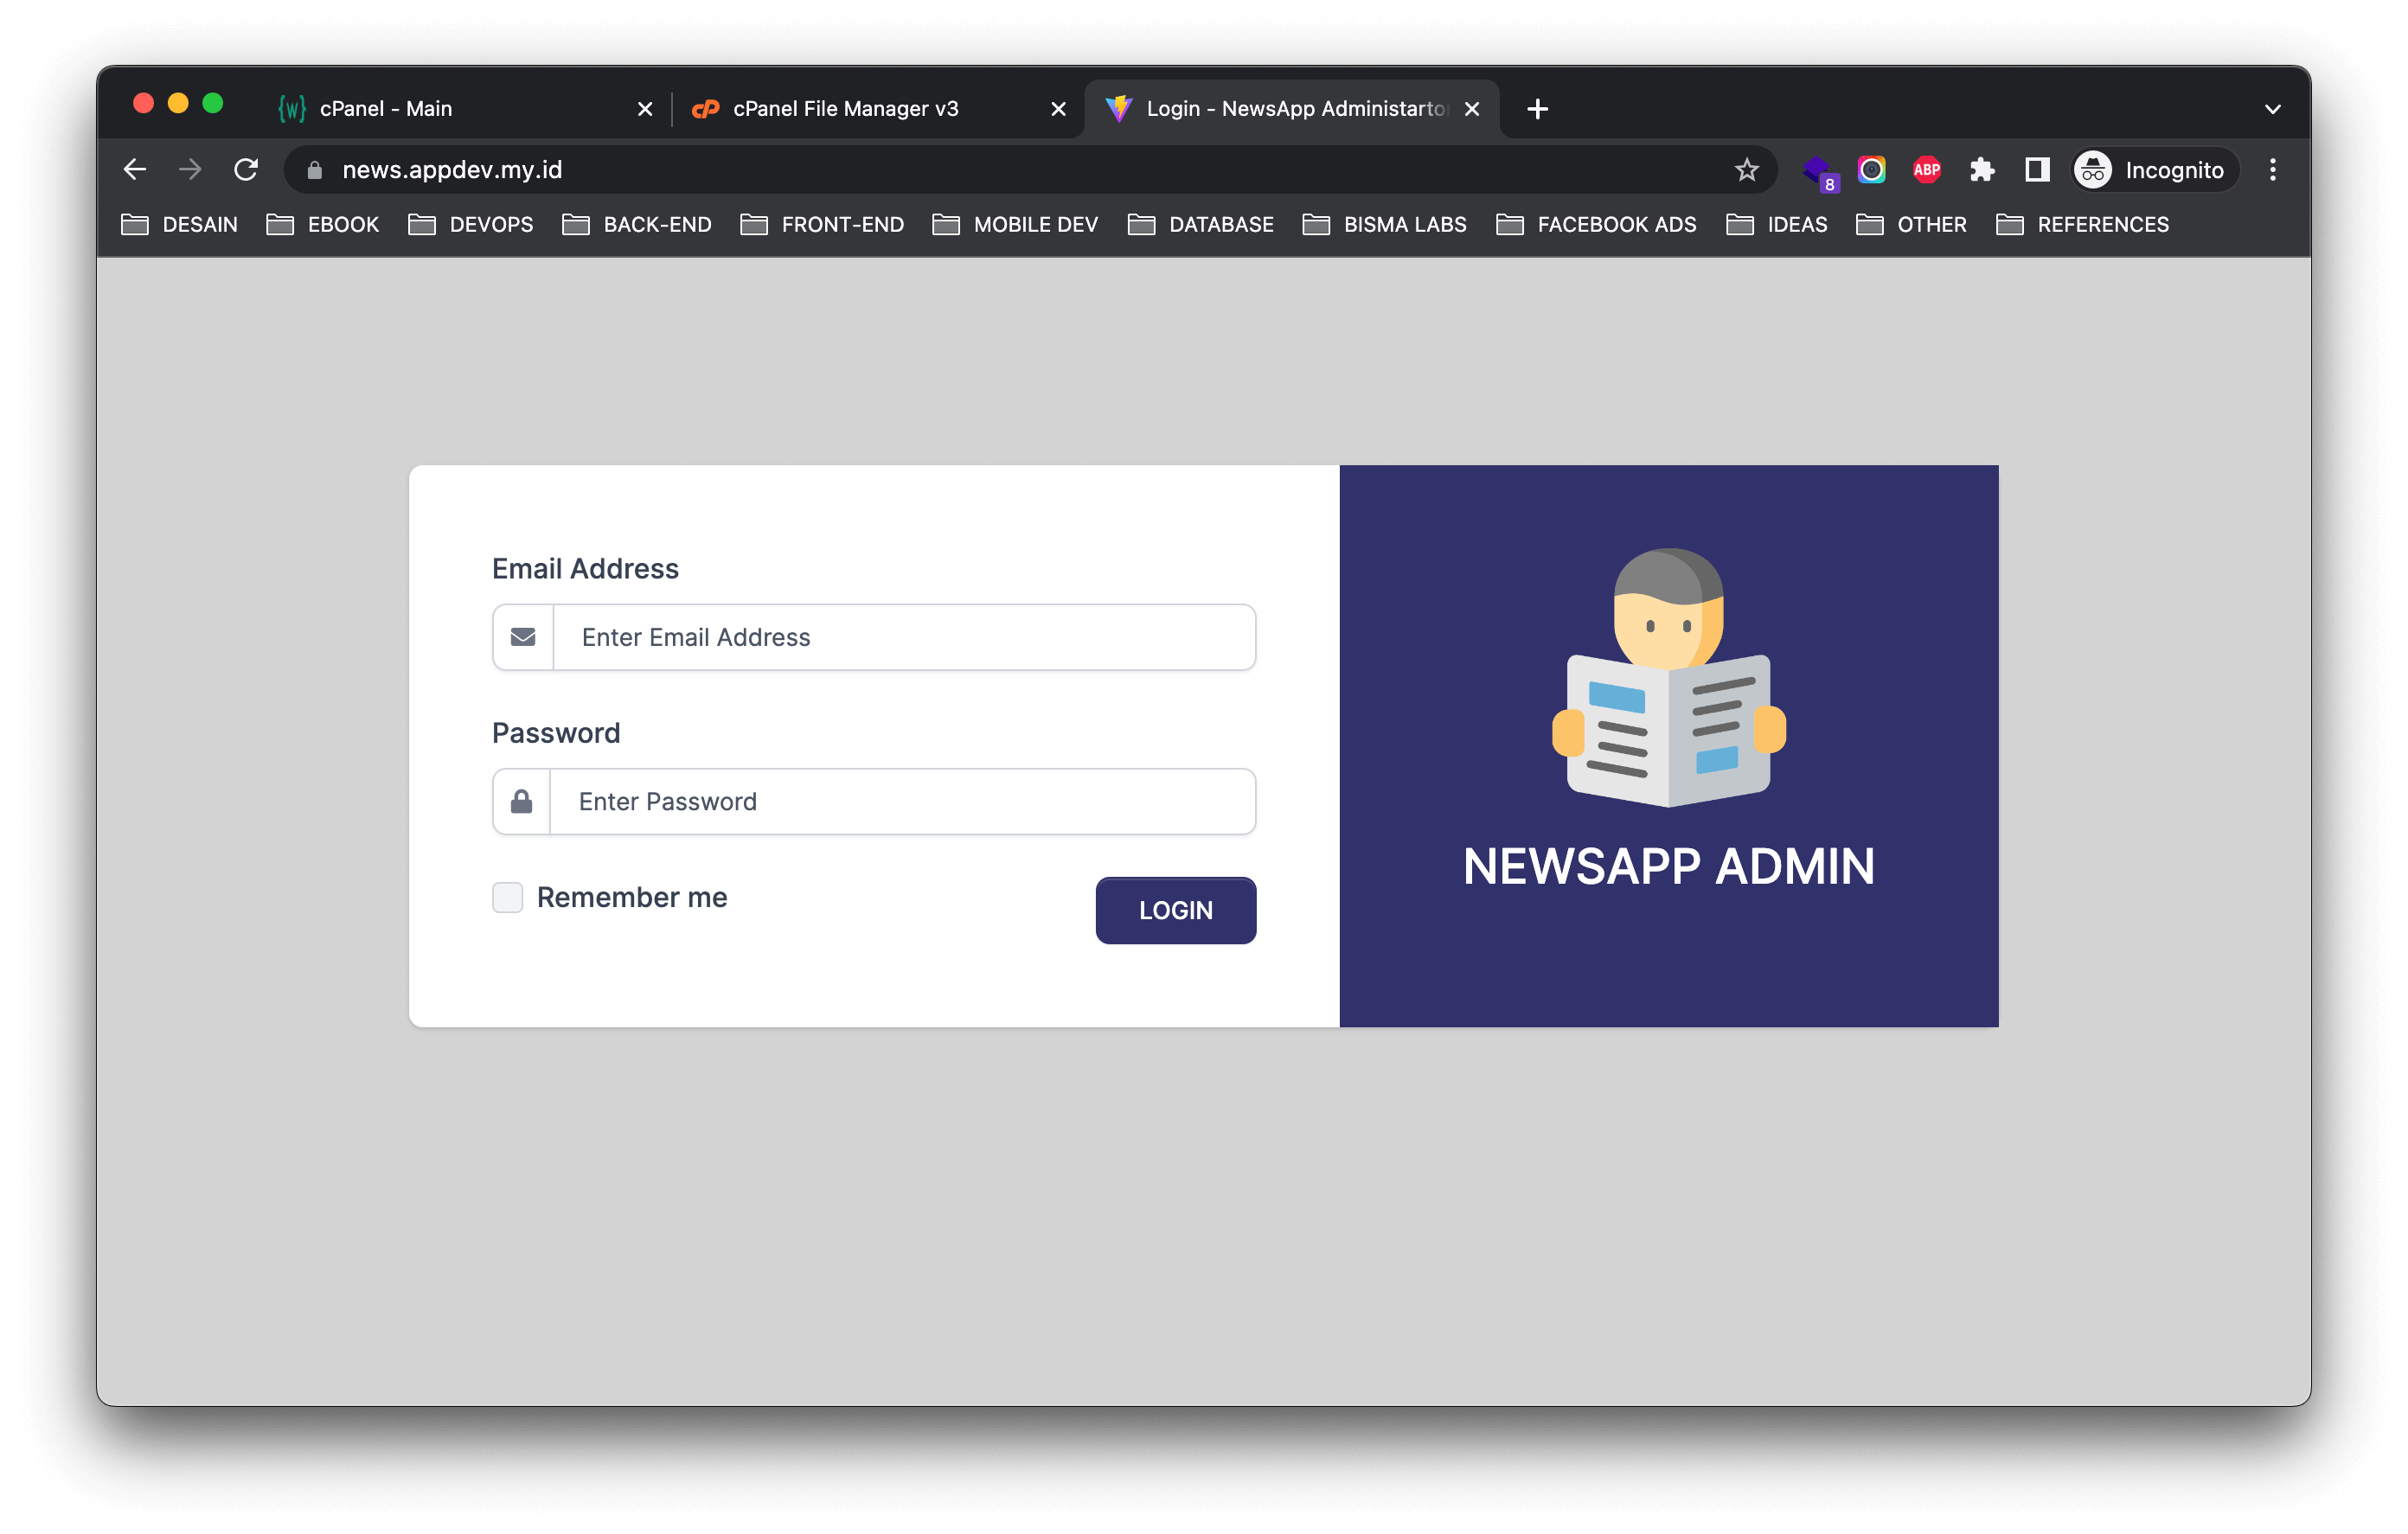 cPanel - Main
cPanel File Manager v3
Login - NewsApp Administarto
news.appdev.my.id
8
ABP
Incognito
DESAIN
EBOOK
DEVOPS
BACK-END
FRONT-END
MOBILE DEV
DATABASE
BISMA LABS
FACEBOOK ADS
IDEAS
OTHER
REFERENCES
Email Address
Enter Email Address
Password
Enter Password
Remember me
LOGIN
NEWSAPP ADMIN